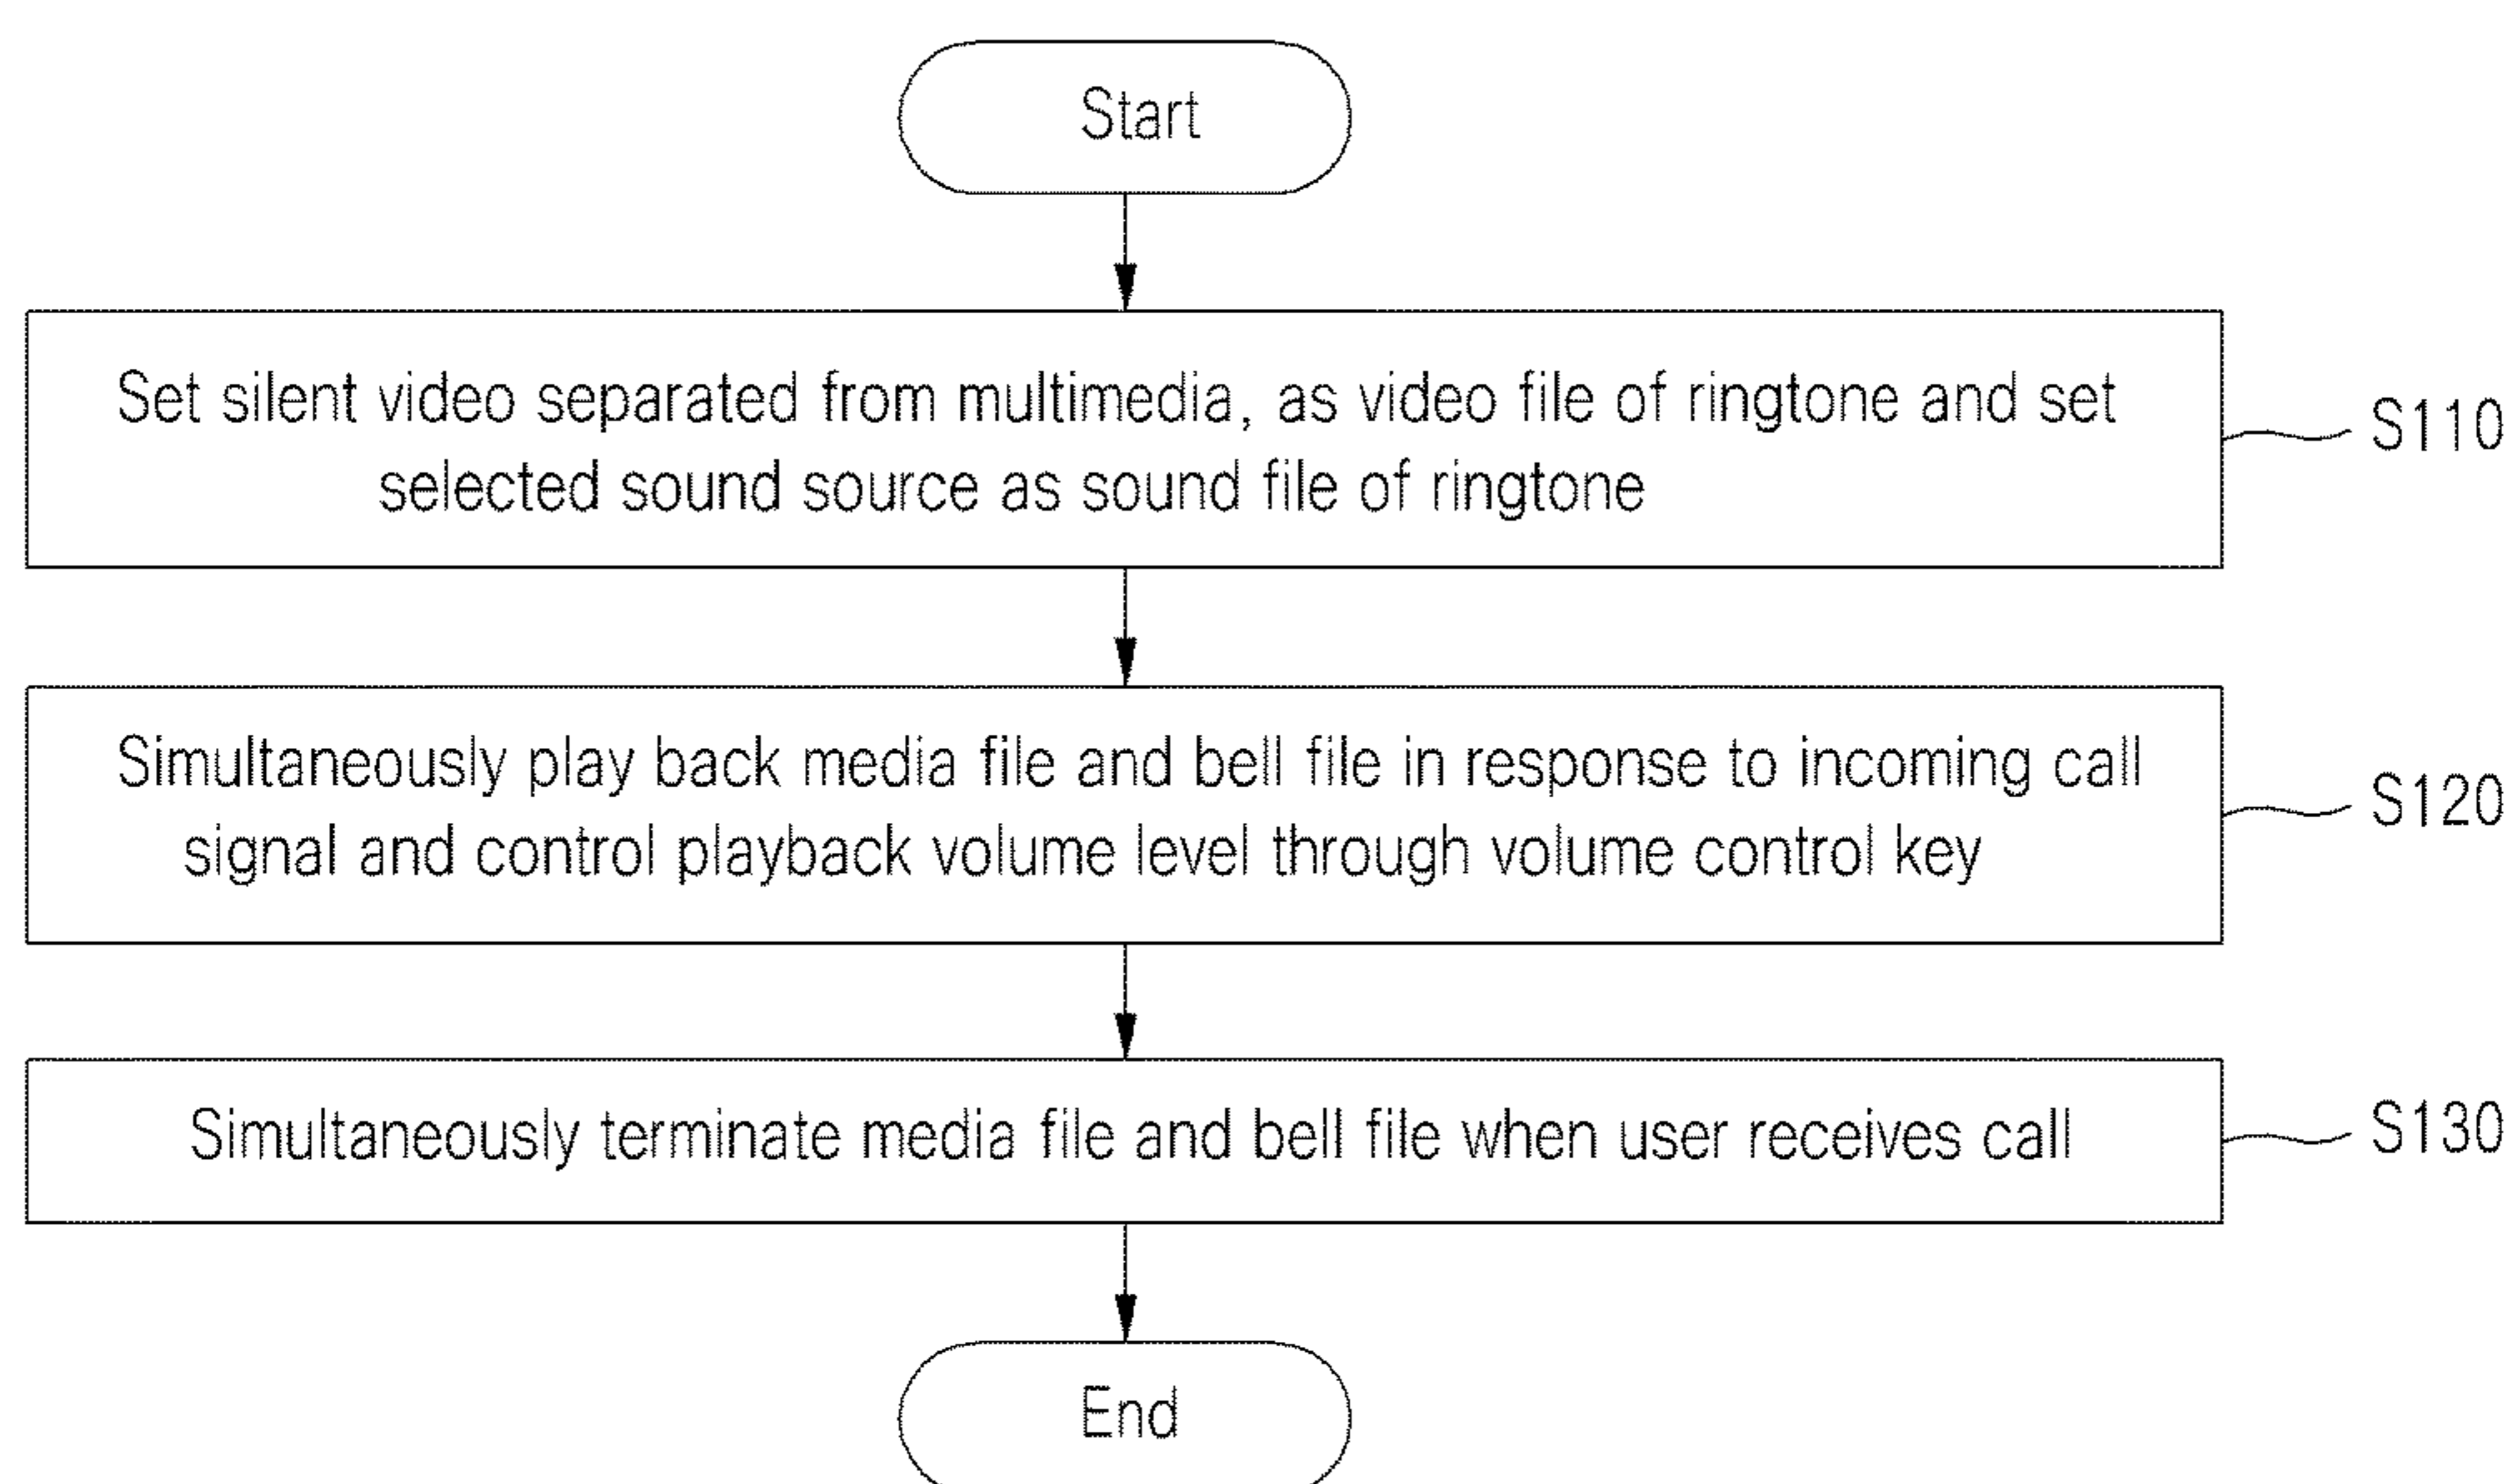 Start
Set silent video separated from multimedia, as video file of ringtone and set
selected sound source as sound file of ringtone
S110
Simultaneously play back media file and bell file in response to incoming call
signal and control playback volume level through volume control key
S120
Simultaneously terminate media file and bell file when user receives call
S130
End